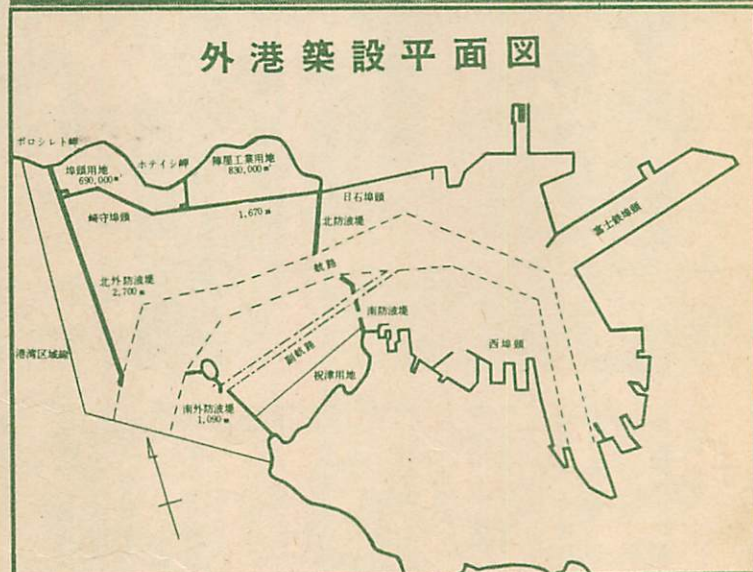 外港築設平面図
ポロシレト岬
埠頭用地
690,000㎡
ホテイシ岬
陣屋工業用地
830,000㎡
崎守埠頭
1,670m
日石埠頭
北防波堤
富士鉄埠頭
航路
北外防波堤
2,700m
南防波堤
西埠頭
港湾区域線
副航路
祝津用地
南外防波堤
1,090m